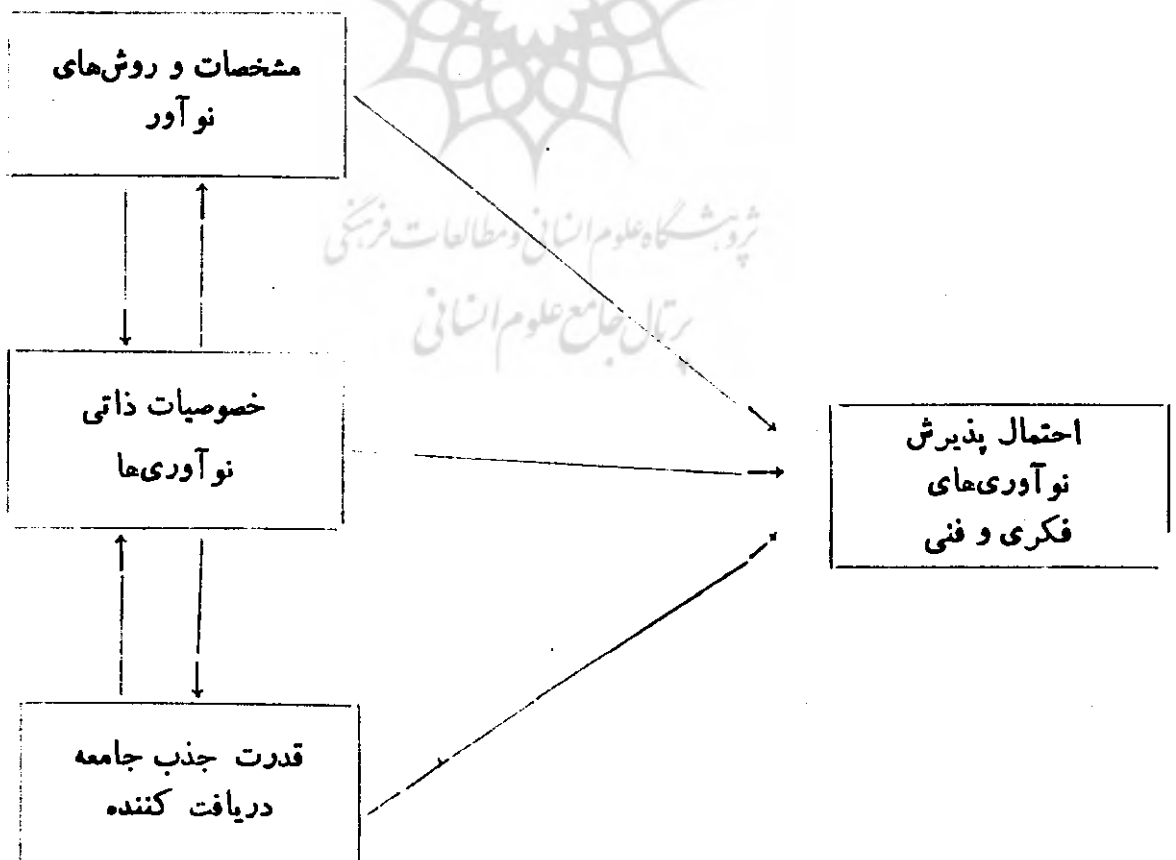 مشخصات و روش‌های
نوآور
پژوهشگاه علوم انسانی و مطالعات فرهنگی
پرتال جامع علوم انسانی
خصوصیات ذاتی
نوآوری‌ها
احتمال پذیرش
نوآوری‌های
فکری و فنی
قدرت جذب جامعه
دریافت کننده